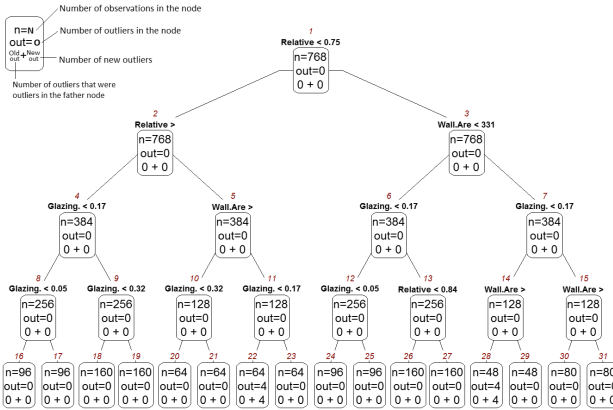 Number of observations in the node
n=N
Number of outliers in the node
out=O
Old out + New out
Number of new outliers
Number of outliers that were
outliers in the father node
1
Relative < 0.75
n=768
out=0
0 + 0
2
3
Relative >
Wall.Are < 331
n=768
n=768
out=0
out=0
0 + 0
0 + 0
4
5
6
7
Glazing. < 0.17
Wall.Are >
Glazing. < 0.17
Glazing. < 0.17
n=384
n=384
n=384
n=384
out=0
out=0
out=0
out=0
0 + 0
0 + 0
0 + 0
0 + 0
8
9
10
11
12
13
14
15
Glazing. < 0.05
Glazing. < 0.32
Glazing. < 0.32
Glazing. < 0.17
Glazing. < 0.05
Relative < 0.84
Wall.Are >
Wall.Are >
n=256
n=256
n=128
n=128
n=256
n=256
n=128
n=128
out=0
out=0
out=0
out=0
out=0
out=0
out=0
out=0
0 + 0
0 + 0
0 + 0
0 + 0
0 + 0
0 + 0
0 + 0
0 + 0
16
17
18
19
20
21
22
23
24
25
26
27
28
29
30
31
n=96
n=96
n=160
n=160
n=64
n=64
n=64
n=64
n=96
n=96
n=160
n=160
n=48
n=48
n=80
n=80
out=0
out=0
out=0
out=0
out=0
out=0
out=4
out=0
out=0
out=0
out=0
out=0
out=4
out=0
out=0
out=0
0 + 0
0 + 0
0 + 0
0 + 0
0 + 0
0 + 0
0 + 4
0 + 0
0 + 0
0 + 0
0 + 0
0 + 0
0 + 4
0 + 0
0 + 0
0 + 0